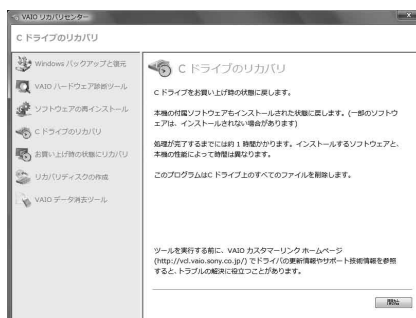 VAIO リカバリセンター
C ドライブのリカバリ
Windows バックアップと復元
VAIO ハードウェア診断ツール
ソフトウェアの再インストール
C ドライブのリカバリ
お買い上げ時の状態にリカバリ
リカバリディスクの作成
VAIO データ消去ツール
C ドライブのリカバリ
C ドライブをお買い上げ時の状態に戻します。
本機の付属ソフトウェアもインストールされた状態に戻します。(一部のソフトウ
ェアは、インストールされない場合があります)
処理が完了するまでには約 1 時間かかります。インストールするソフトウェアと、
本機の性能によって時間は異なります。
このプログラムはC ドライブ上のすべてのファイルを削除します。
ツールを実行する前に、VAIO カスタマーリンク ホームページ
(http://vcl.vaio.sony.co.jp/) でドライバの更新情報やサポート技術情報を参照
すると、トラブルの解決に役立つことがあります。
開始